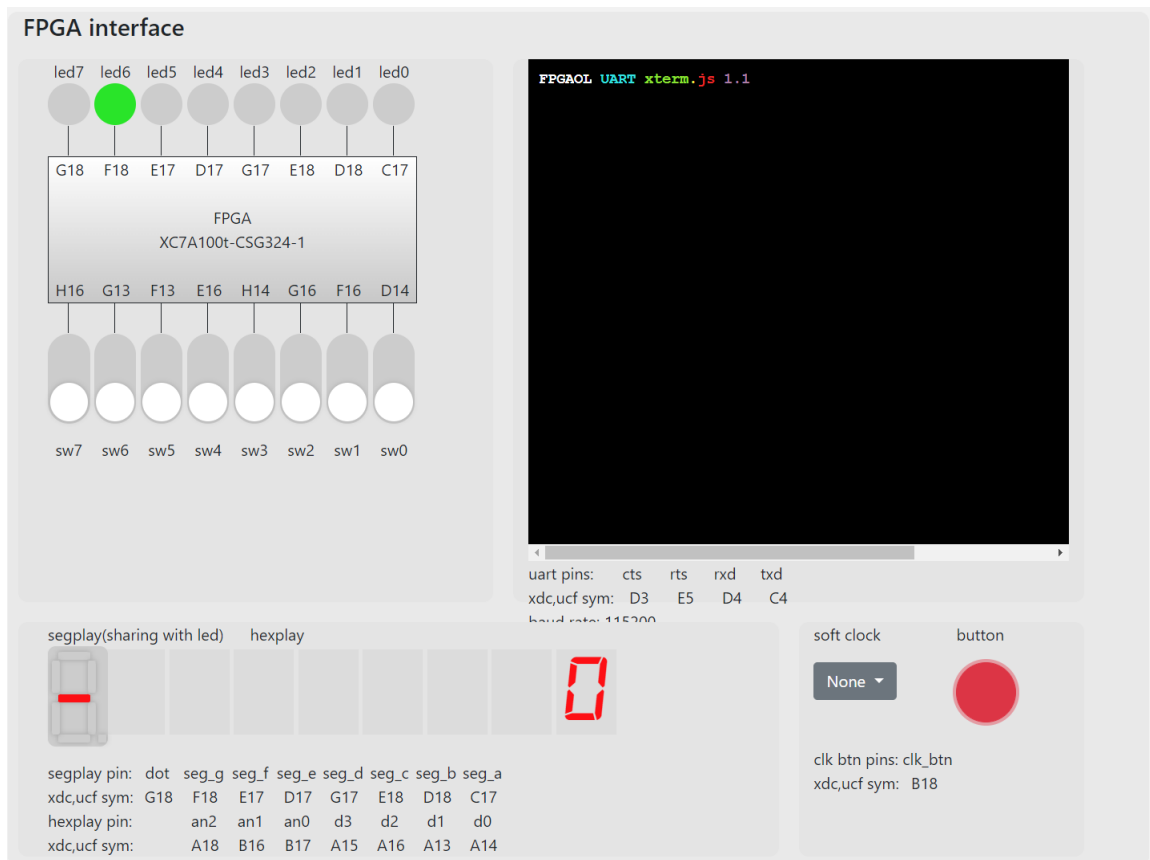 FPGA interface
led7 led6 led5 led4 led3 led2 led1 led0
G18 F18 E17 D17 G17 E18 D18 C17
FPGA
XC7A100t-CSG324-1
H16 G13 F13 E16 H14 G16 F16 D14
sw7 sw6 sw5 sw4 sw3 sw2 sw1 sw0
FPGAOL UART xterm.js 1.1
uart pins: cts rts rxd txd
xdc,ucf sym: D3 E5 D4 C4
baud rate: 115200
segplay(sharing with led) hexplay
0
segplay pin: dot seg_g seg_f seg_e seg_d seg_c seg_b seg_a
xdc,ucf sym: G18 F18 E17 D17 G17 E18 D18 C17
hexplay pin: an2 an1 an0 d3 d2 d1 d0
xdc,ucf sym: A18 B16 B17 A15 A16 A13 A14
soft clock button
None
clk btn pins: clk_btn
xdc,ucf sym: B18